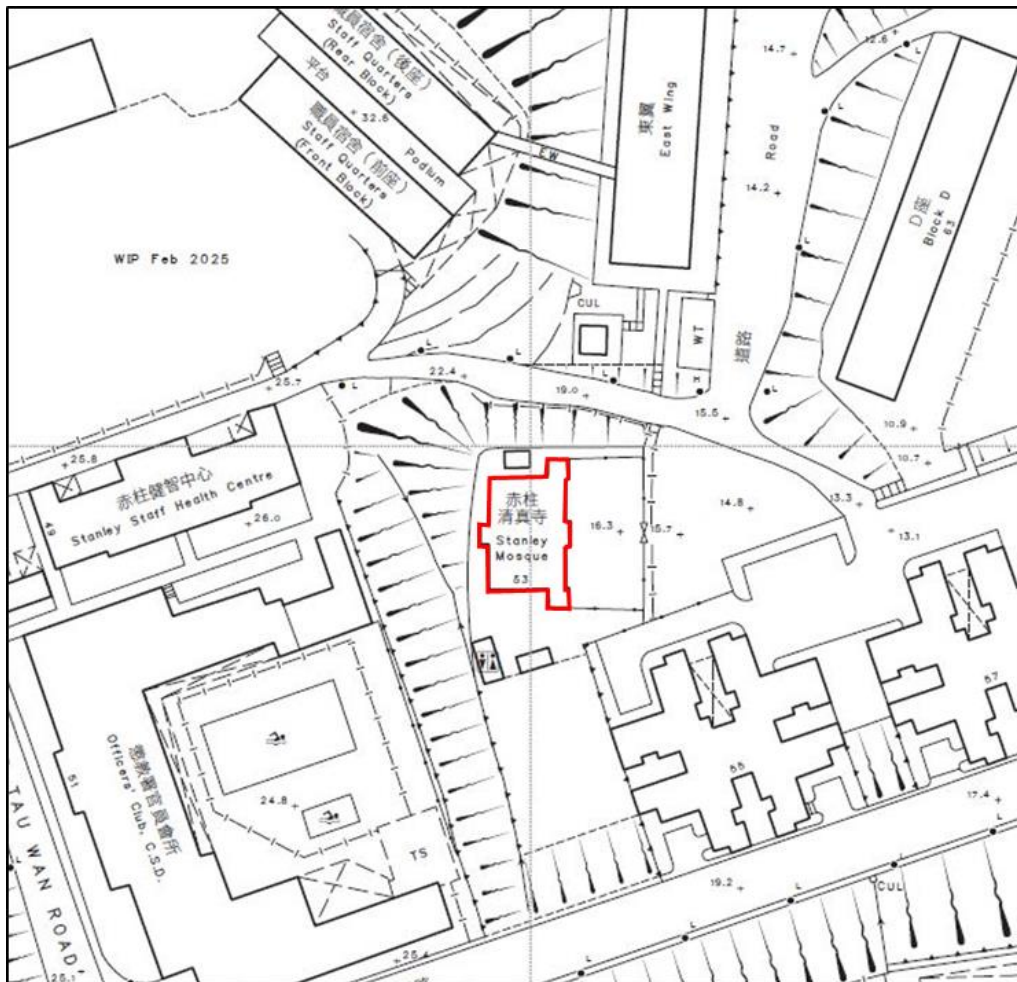 職員宿舍（後座）
Staff Quarters
(Rear Block)
平台
32.6
Podium
職員宿舍（前座）
Staff Quarters
(Front Block)
FW
東翼
East Wing
14.7
12.6
L
Road
L
14.2
L
D座
Block D
63
WIP Feb 2025
CUL
WT
道路
L
L
22.4
L
25.7
L
19.0
H
15.5
L
10.9
10.7
25.8
赤柱健智中心
Stanley Staff Health Centre
49
26.0
赤柱
清真寺
Stanley
Mosque
53
16.3
15.7
14.8
13.3
13.1
懲教署官員會所
Officers' Club, C.S.D.
51
24.8
TS
55
57
17.4
L
19.2
L
CUL
L
L
L
TAU WAN ROAD
L
25.1
25.4